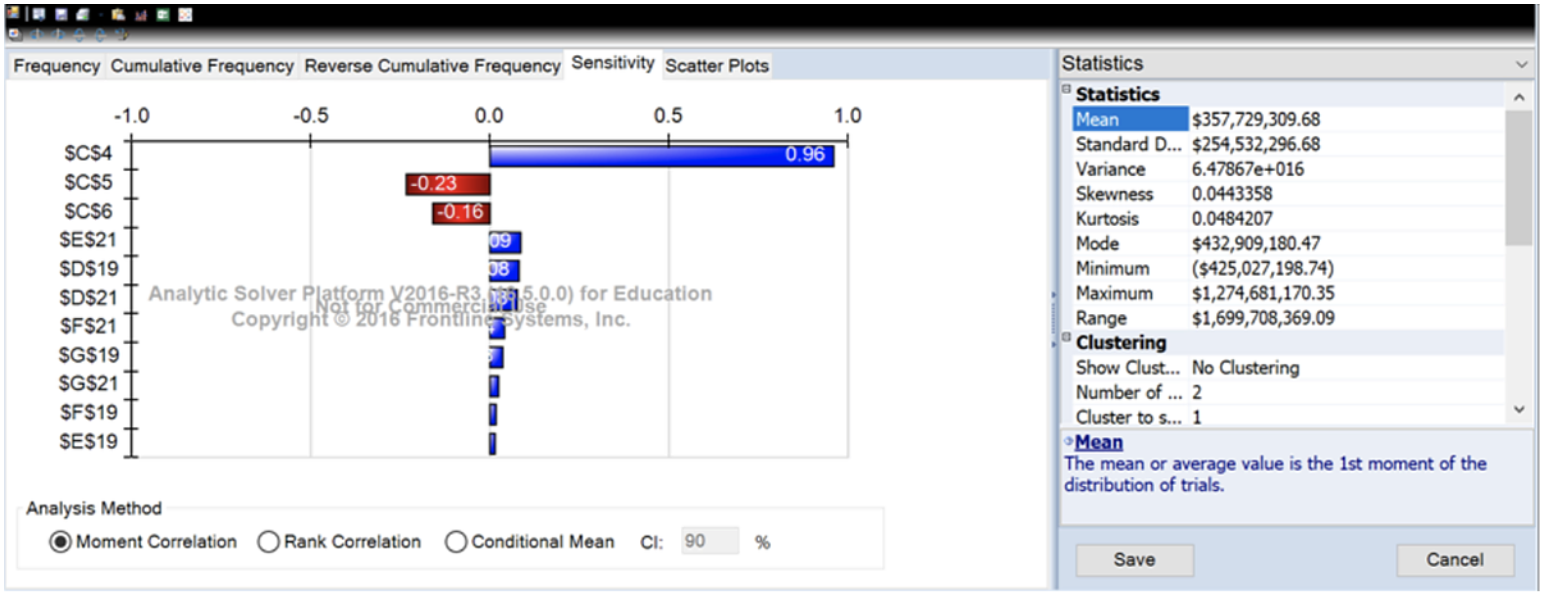 Frequency Cumulative Frequency Reverse Cumulative Frequency Sensitivity Scatter Plots
-1.0 -0.5 0.0 0.5 1.0
$C$4 0.96
$C$5 -0.23
$C$6 -0.16
$E$21 09
$D$19 08
$D$21
$F$21
$G$19
$G$21
$F$19
$E$19
Analytic Solver Platform V2016-R3 (16.5.0.0) for Education
Not for Commercial Use
Copyright © 2016 Frontline Systems, Inc.
Analysis Method
Moment Correlation Rank Correlation Conditional Mean CI: 90 %
Statistics
Statistics
Mean $357,729,309.68
Standard D... $254,532,296.68
Variance 6.47867e+016
Skewness 0.0443358
Kurtosis 0.0484207
Mode $432,909,180.47
Minimum ($425,027,198.74)
Maximum $1,274,681,170.35
Range $1,699,708,369.09
Clustering
Show Clust... No Clustering
Number of ... 2
Cluster to s... 1
Mean
The mean or average value is the 1st moment of the
distribution of trials.
Save Cancel